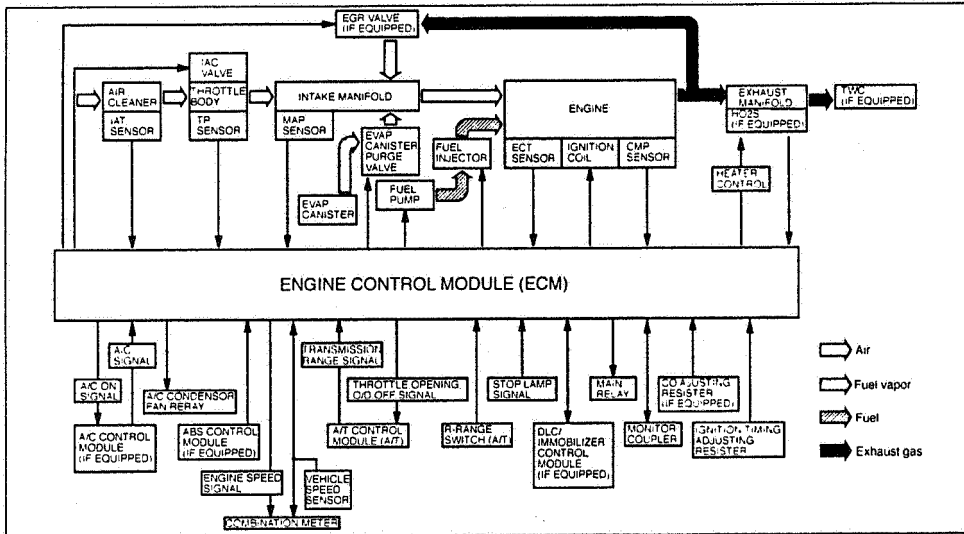 EGR VALVE
(IF EQUIPPED)
IAC
VALVE
AIR
CLEANER
THROTTLE
BODY
INTAKE MANIFOLD
ENGINE
EXHAUST
MANIFOLD
TWC
(IF EQUIPPED)
IAT
SENSOR
TP
SENSOR
MAP
SENSOR
HO2S
(IF EQUIPPED)
EVAP
CANISTER
PURGE
VALVE
FUEL
INJECTOR
ECT
SENSOR
IGNITION
COIL
CMP
SENSOR
EVAP
CANISTER
FUEL
PUMP
HEATER
CONTROL
ENGINE CONTROL MODULE (ECM)
A/C
SIGNAL
TRANSMISSION
RANGE SIGNAL
A/C ON
SIGNAL
A/C CONDENSOR
FAN RERAY
THROTTLE OPENING
O/D OFF SIGNAL
STOP LAMP
SIGNAL
MAIN
RELAY
CO ADJUSTING
RESISTER (IF
EQUIPPED)
A/C CONTROL
MODULE
(IF EQUIPPED)
ABS CONTROL
MODULE
(IF EQUIPPED)
A/T CONTROL
MODULE (A/T)
R-RANGE
SWITCH (A/T)
DLC/
IMMOBILIZER
CONTROL
MODULE (IF
EQUIPPED)
MONITOR
COUPLER
IGNITION TIMING
ADJUSTING
RESISTER
ENGINE SPEED
SIGNAL
VEHICLE
SPEED
SENSOR
COMBINATION METER
Air
Fuel vapor
Fuel
Exhaust gas